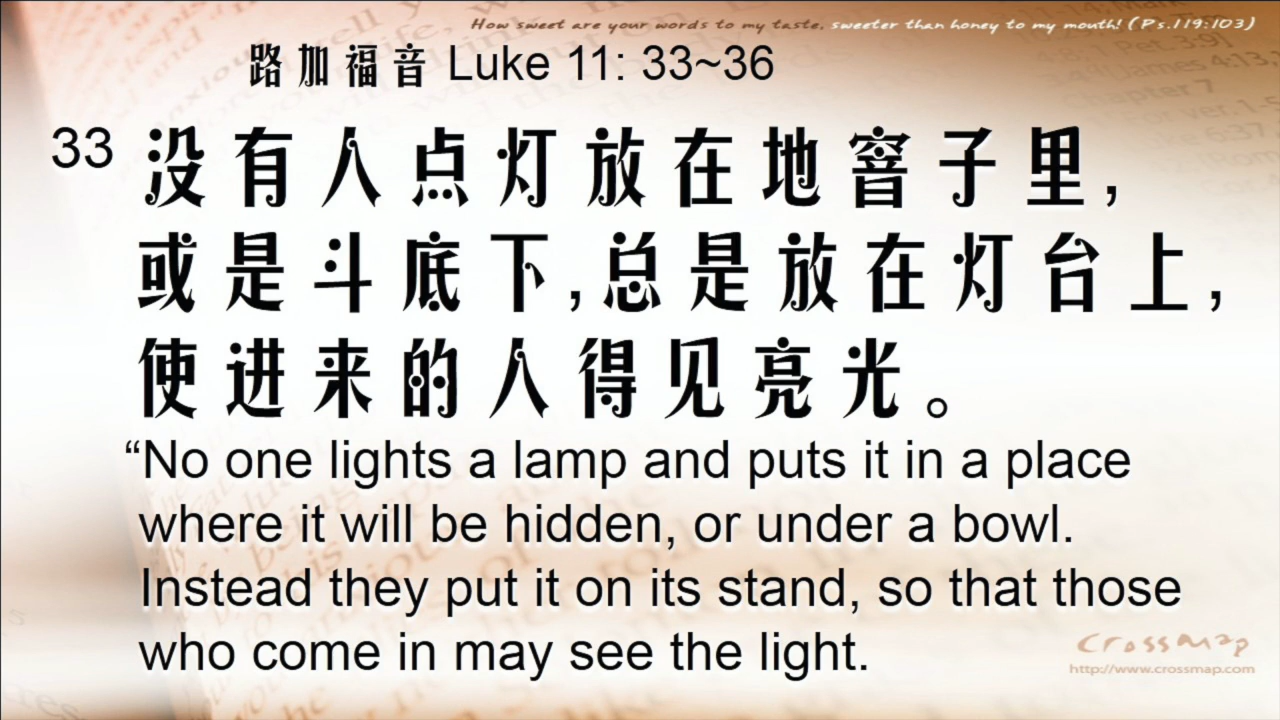 How sweet are your words to my taste, sweeter than honey to my mouth! (Ps.119:103)
路加福音 Luke 11: 33~36
33 没有人点灯放在地窖子里,
或是斗底下,总是放在灯台上,
使进来的人得见亮光。
“No one lights a lamp and puts it in a place
where it will be hidden, or under a bowl.
Instead they put it on its stand, so that those
who come in may see the light.
crossmap
http://www.crossmap.com